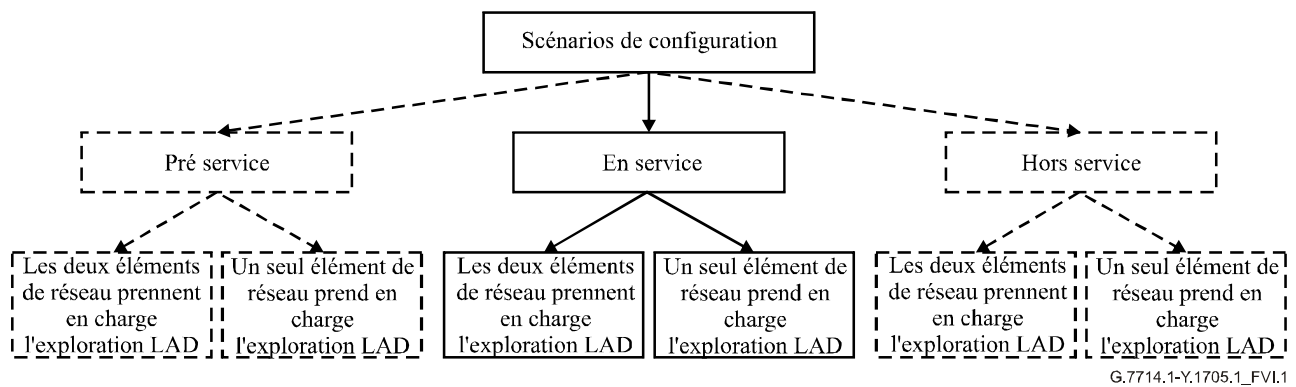 Scénarios de configuration
Pré service
En service
Hors service
Les deux éléments
de réseau prennent
en charge
l'exploration LAD
Un seul élément de
réseau prend en
charge
l'exploration LAD
Les deux éléments
de réseau prennent
en charge
l'exploration LAD
Un seul élément de
réseau prend en
charge
l'exploration LAD
Les deux éléments
de réseau prennent
en charge
l'exploration LAD
Un seul élément de
réseau prend en
charge
l'exploration LAD
G.7714.1-Y.1705.1_FVI.1